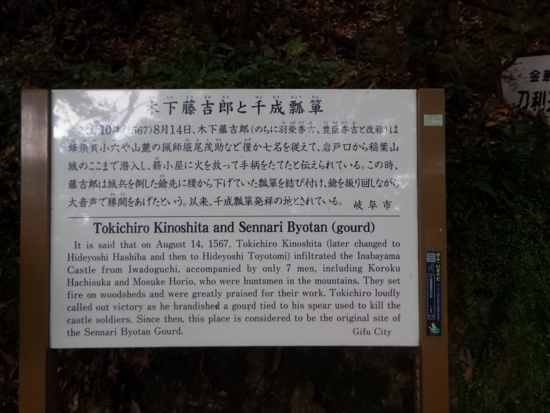 木下藤吉郎と千成瓢箪
10年(1567)8月14日、木下藤吉郎(のちに羽柴秀吉、豊臣秀吉と改称)は
蜂須賀小六や山麓の猟師堀尾茂助など僅か七名を従えて、岩戸口から稲葉山
城のここまで潜入し、薪小屋に火を放って手柄をたてたと伝えられている。この時、
藤吉郎は城兵を倒した槍先に腰から下げていた瓢箪を結び付け、槍を振り回しながら
大音声で勝鬨をあげたという。以来、千成瓢箪発祥の地とされている。 岐阜市
Tokichiro Kinoshita and Sennari Byotan (gourd)
It is said that on August 14, 1567, Tokichiro Kinoshita (later changed to
Hideyoshi Hashiba and then to Hideyoshi Toyotomi) infiltrated the Inabayama
Castle from Iwadoguchi, accompanied by only 7 men, including Koroku
Hachisuka and Mosuke Horio, who were huntsmen in the mountains. They set
fire on woodsheds and were greatly praised for their work. Tokichiro loudly
called out victory as he brandished a gourd tied to his spear used to kill the
castle soldiers. Since then, this place is considered to be the original site of
the Sennari Byotan Gourd. Gifu City